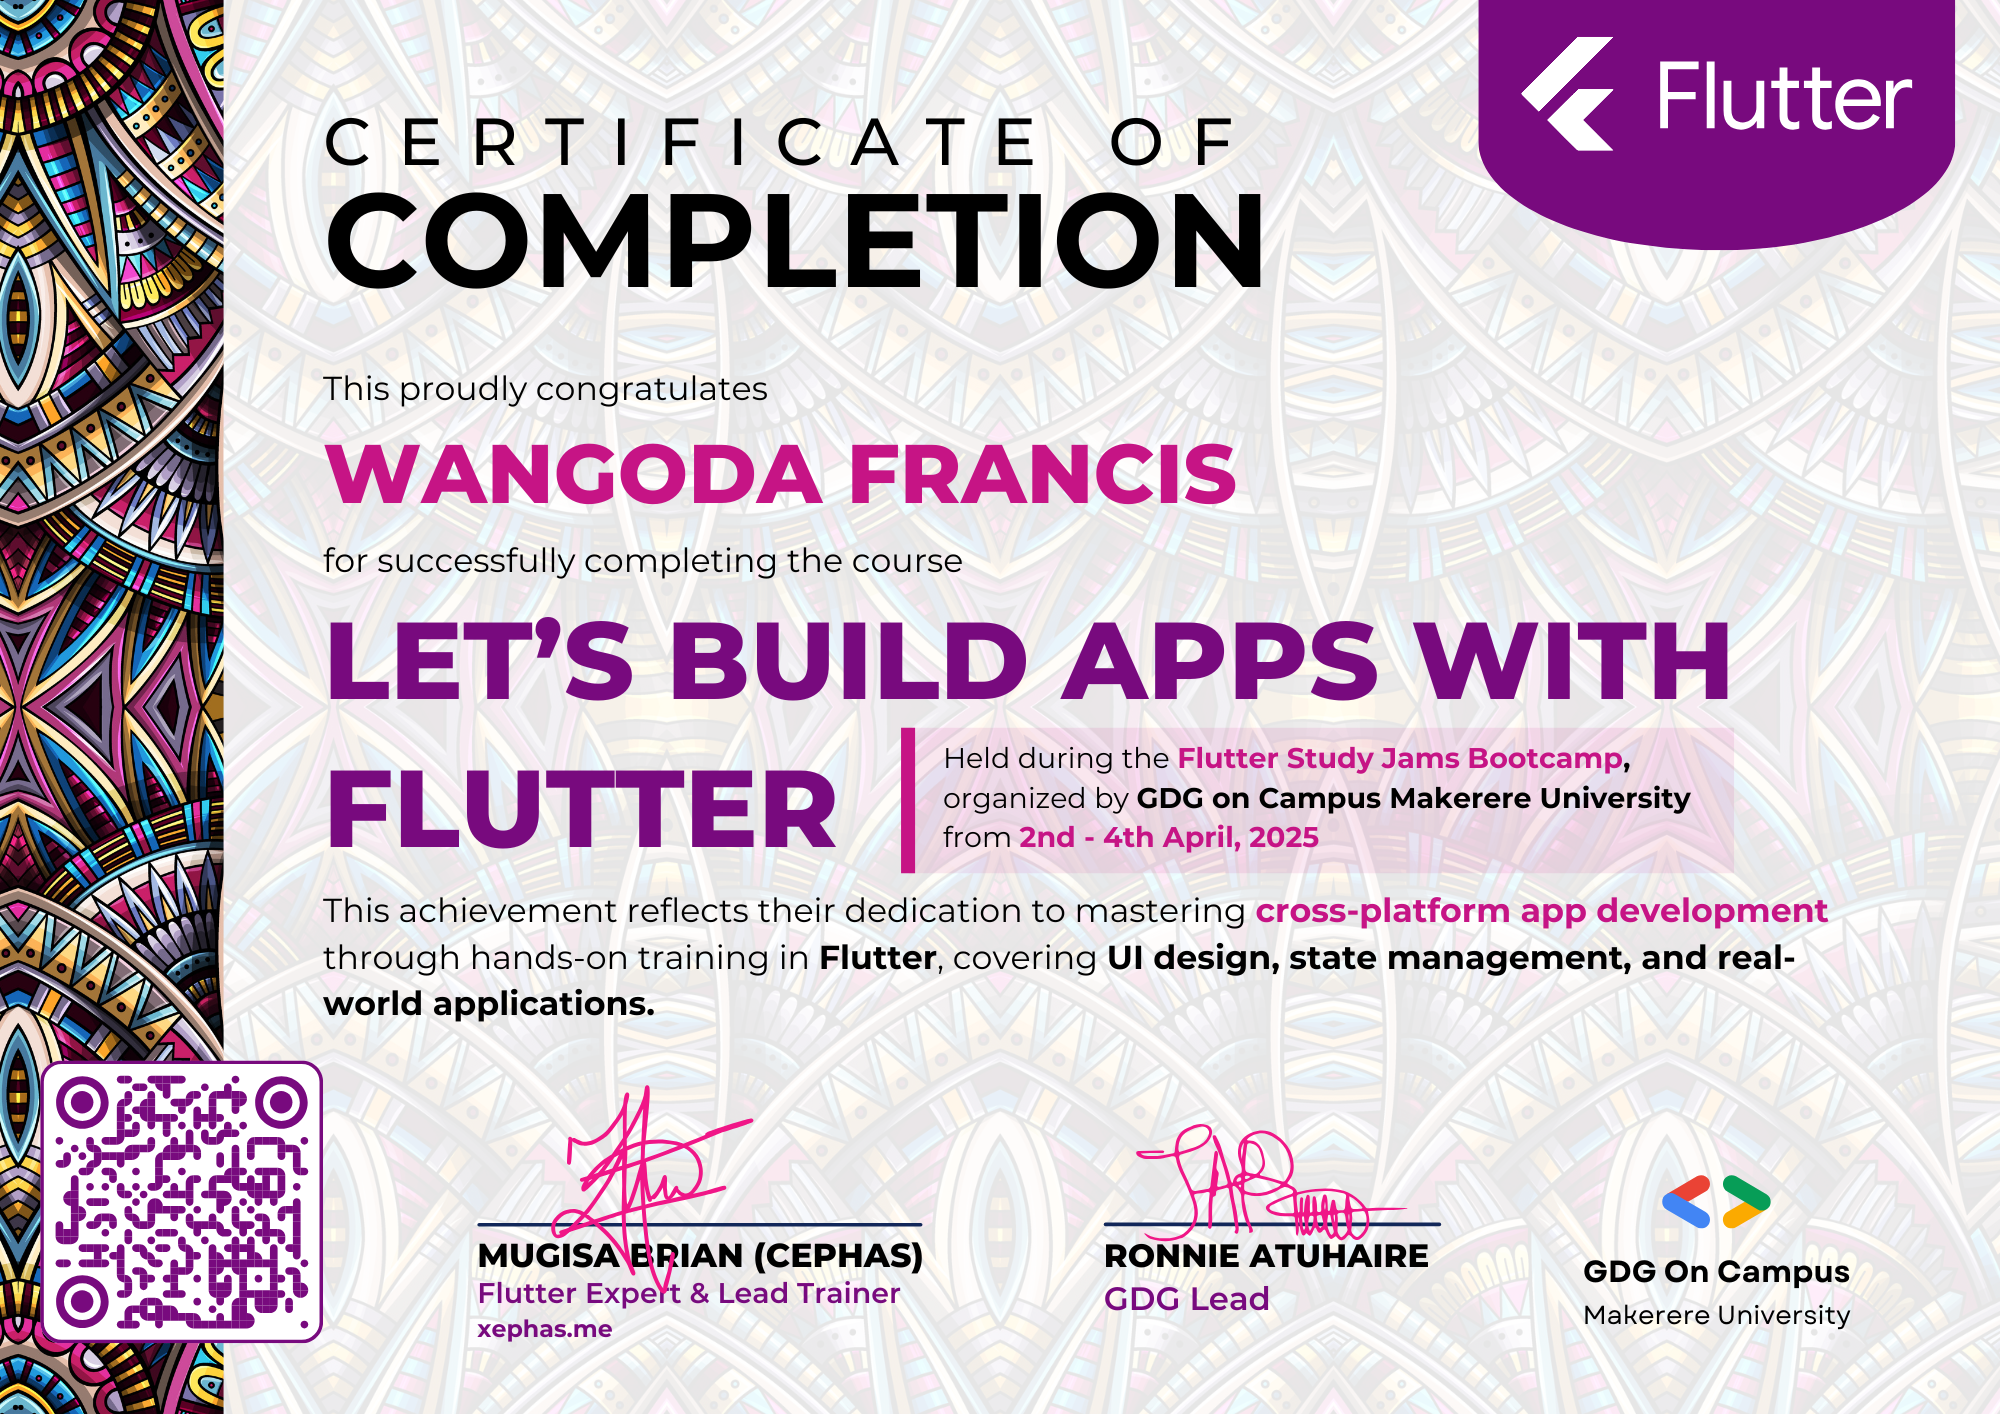 Flutter
CERTIFICATE OF
COMPLETION
This proudly congratulates
WANGODA FRANCIS
for successfully completing the course
LET’S BUILD APPS WITH
FLUTTER
Held during the Flutter Study Jams Bootcamp,
organized by GDG on Campus Makerere University
from 2nd - 4th April, 2025
This achievement reflects their dedication to mastering cross-platform app development
through hands-on training in Flutter, covering UI design, state management, and real-
world applications.
MUGISA BRIAN (CEPHAS)
Flutter Expert & Lead Trainer
xephas.me
RONNIE ATUHAIRE
GDG Lead
GDG On Campus
Makerere University